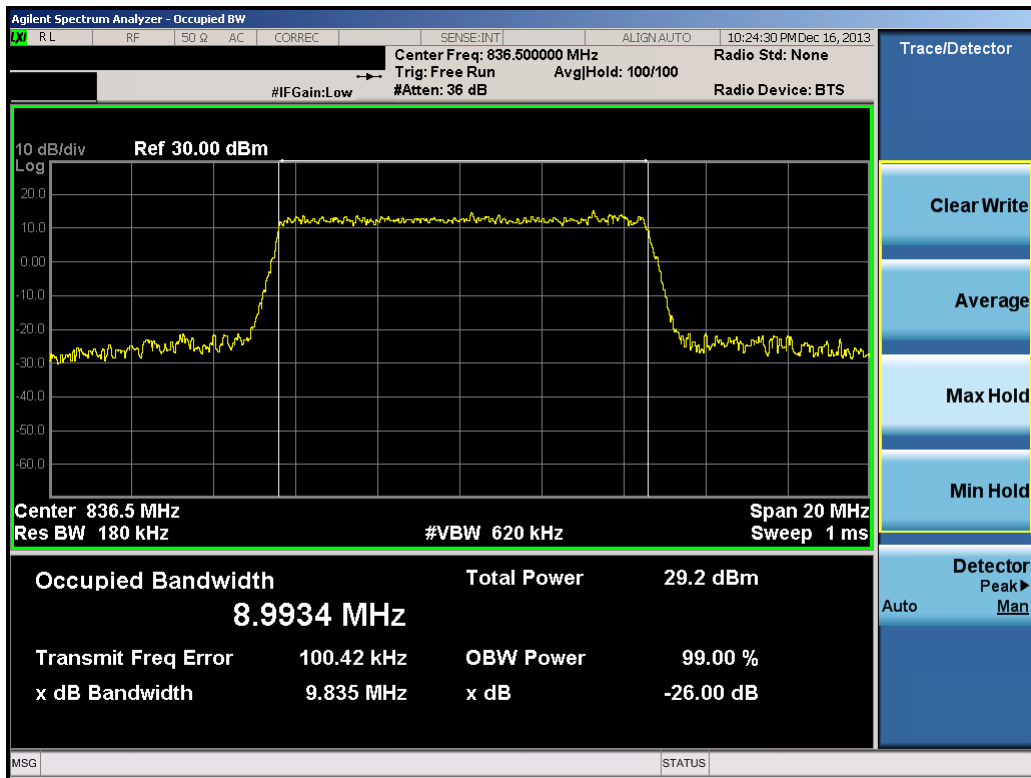 Agilent Spectrum Analyzer - Occupied BW
LXI RL RF 50 Ω AC CORREC SENSE:INT ALIGN AUTO 10:24:30 PM Dec 16, 2013
Center Freq: 836.500000 MHz Radio Std: None
Trig: Free Run Avg|Hold: 100/100
#IFGain:Low #Atten: 36 dB Radio Device: BTS
10 dB/div Ref 30.00 dBm
Log
20.0
10.0
0.00
-10.0
-20.0
-30.0
-40.0
-50.0
-60.0
Center 836.5 MHz Span 20 MHz
Res BW 180 kHz #VBW 620 kHz Sweep 1 ms
Occupied Bandwidth Total Power 29.2 dBm
8.9934 MHz
Transmit Freq Error 100.42 kHz OBW Power 99.00 %
x dB Bandwidth 9.835 MHz x dB -26.00 dB
MSG STATUS
Trace/Detector
Clear Write
Average
Max Hold
Min Hold
Detector
Peak▶
Auto Man